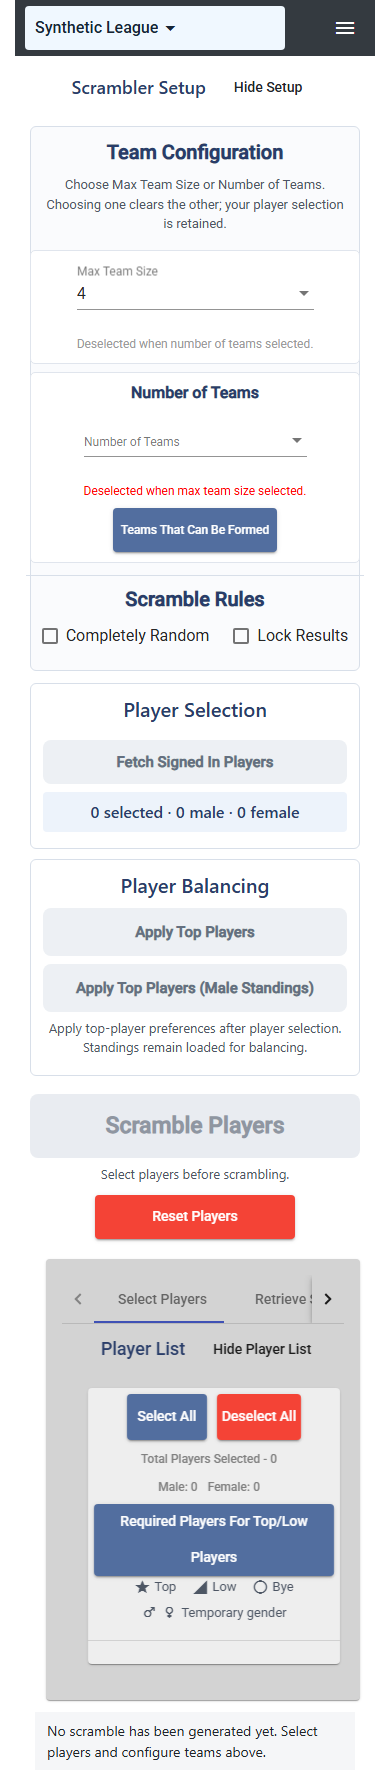 Synthetic League
Scrambler Setup Hide Setup
Team Configuration
Choose Max Team Size or Number of Teams.
Choosing one clears the other; your player selection
is retained.
Max Team Size
4
Deselected when number of teams selected.
Number of Teams
Number of Teams
Deselected when max team size selected.
Teams That Can Be Formed
Scramble Rules
Completely Random Lock Results
Player Selection
Fetch Signed In Players
0 selected · 0 male · 0 female
Player Balancing
Apply Top Players
Apply Top Players (Male Standings)
Apply top-player preferences after player selection.
Standings remain loaded for balancing.
Scramble Players
Select players before scrambling.
Reset Players
Select Players Retrieve
Player List Hide Player List
Select All Deselect All
Total Players Selected - 0
Male: 0 Female: 0
Required Players For Top/Low
Players
Top Low Bye
♂ ♀ Temporary gender
No scramble has been generated yet. Select
players and configure teams above.